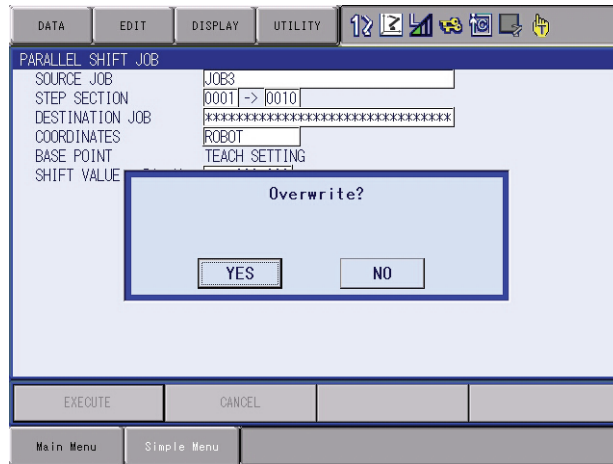 DATA EDIT DISPLAY UTILITY
PARALLEL SHIFT JOB
SOURCE JOB JOB3
STEP SECTION 0001 -> 0010
DESTINATION JOB ********************************
COORDINATES ROBOT
BASE POINT TEACH SETTING
SHIFT VALUE
Overwrite?
YES NO
EXECUTE CANCEL
Main Menu Simple Menu